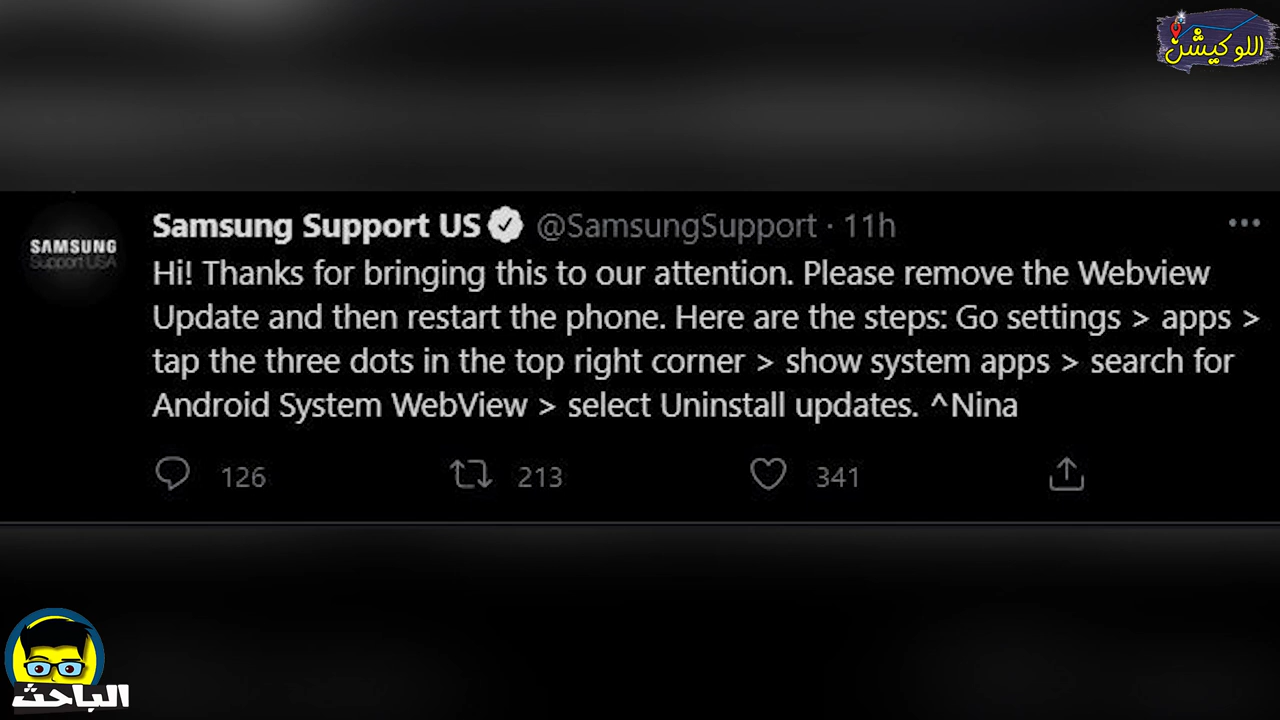 اللوكيشن
SAMSUNG
Support USA
Samsung Support US @SamsungSupport · 11h
Hi! Thanks for bringing this to our attention. Please remove the Webview
Update and then restart the phone. Here are the steps: Go settings > apps >
tap the three dots in the top right corner > show system apps > search for
Android System WebView > select Uninstall updates. ^Nina
126 213 341
الباحث